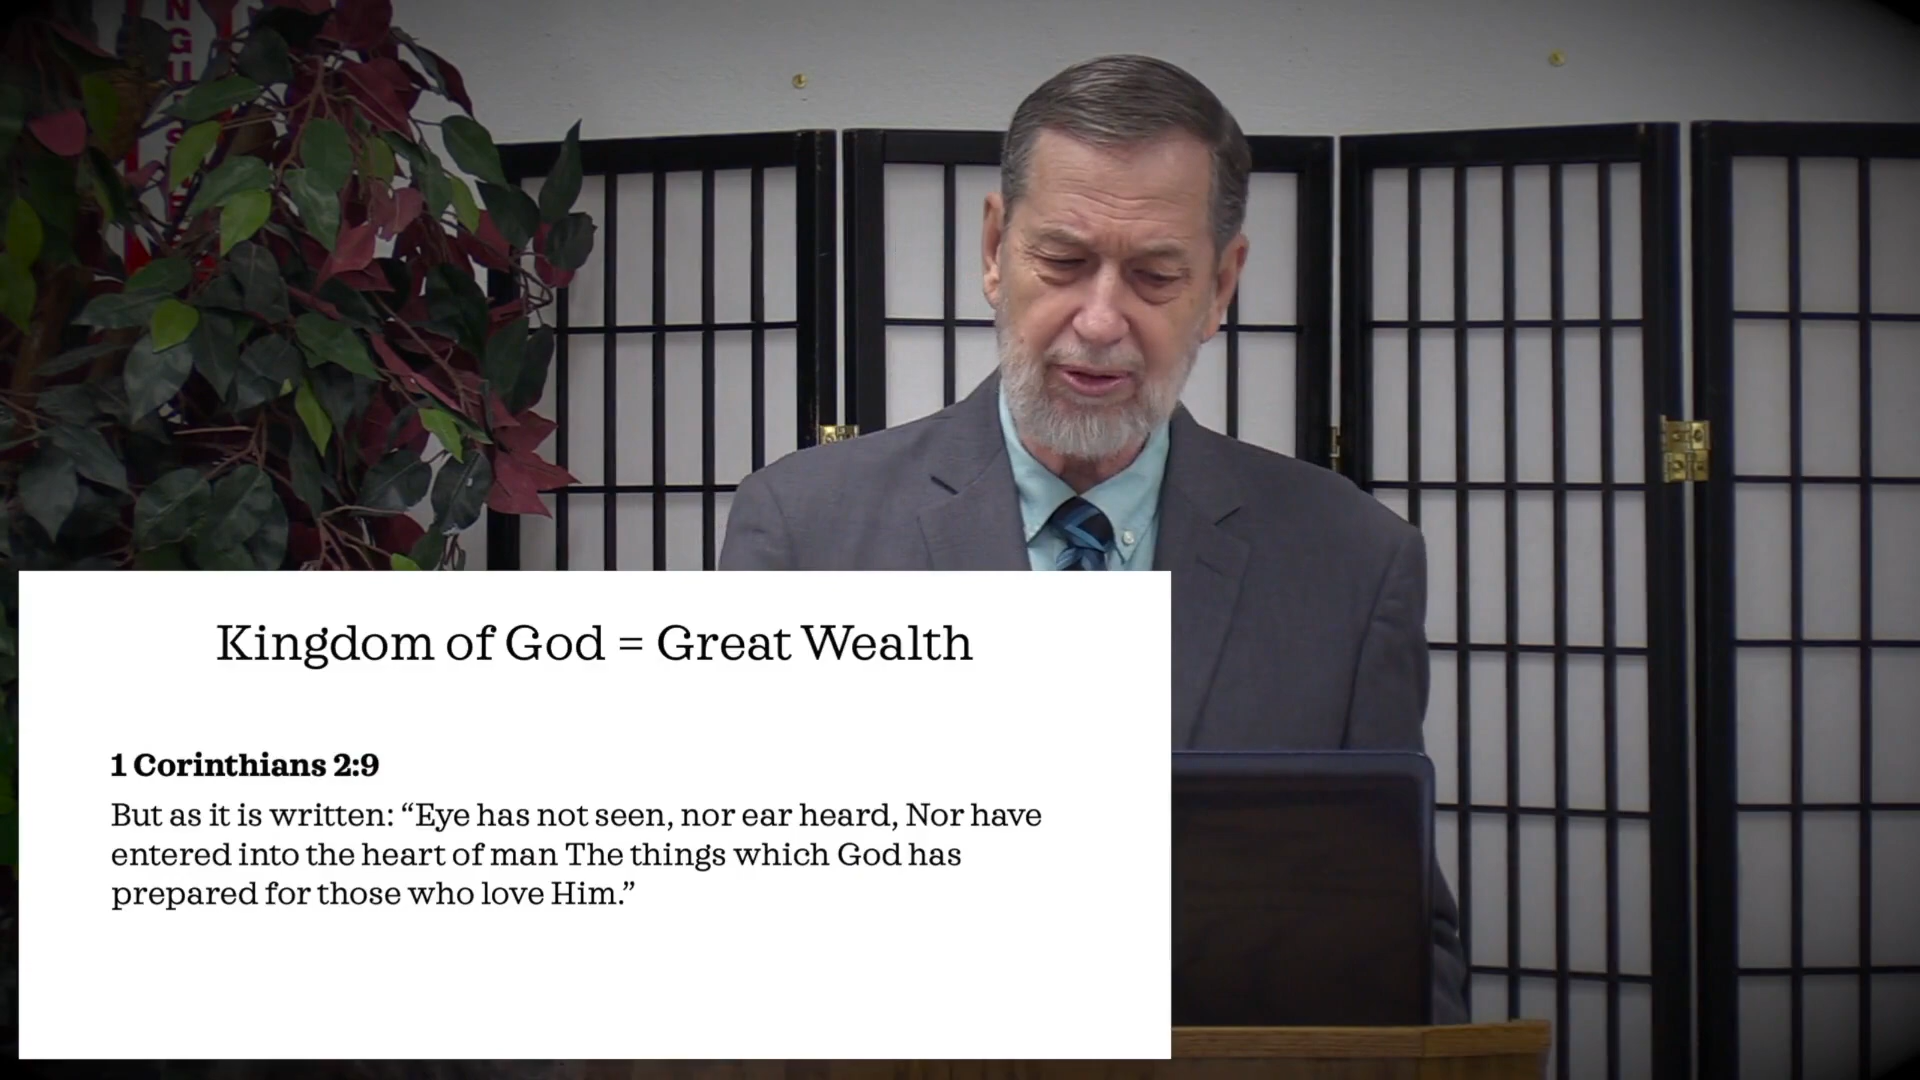 Kingdom of God = Great Wealth
1 Corinthians 2:9
But as it is written: “Eye has not seen, nor ear heard, Nor have
entered into the heart of man The things which God has
prepared for those who love Him.”